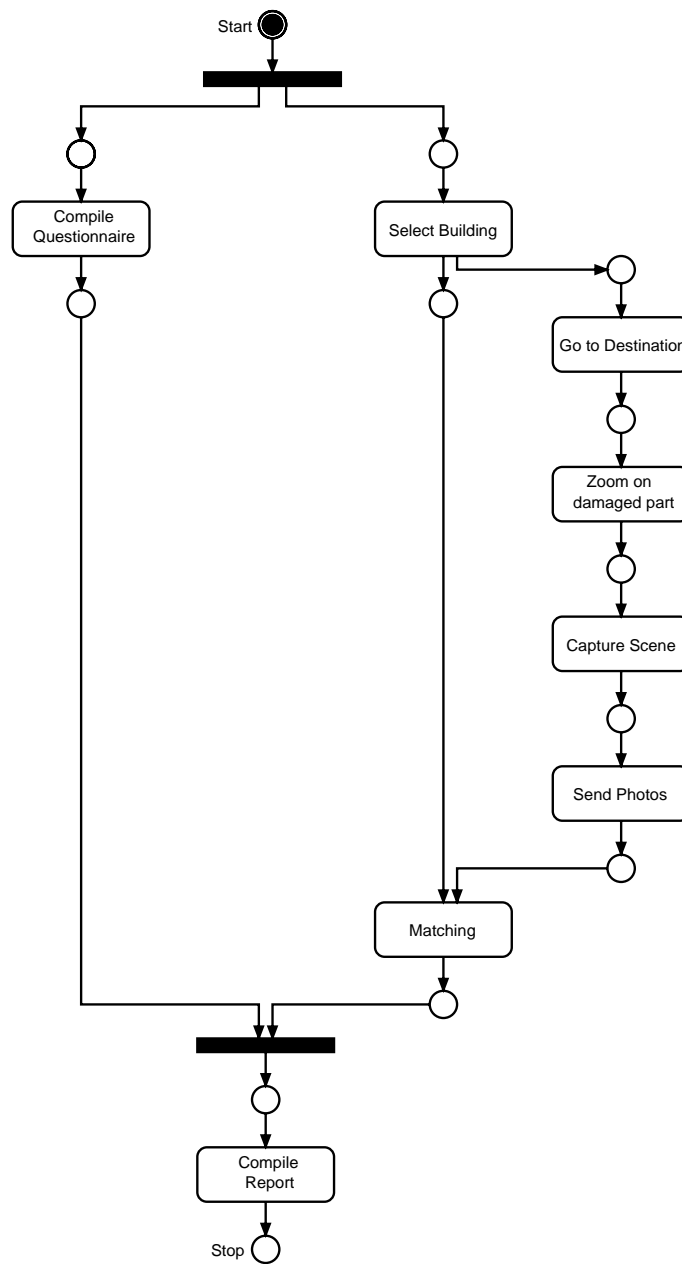 Start
Compile
Questionnaire
Select Building
Go to Destination
Zoom on
damaged part
Capture Scene
Send Photos
Matching
Compile
Report
Stop